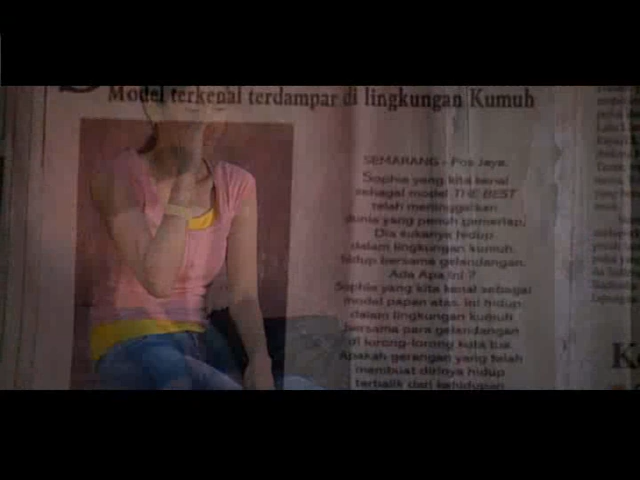 Model terkenal terdampar di lingkungan Kumuh
SEMARANG - Pos Jaya.
Sophie yang kita kenal
sebagai model THE BEST
telah meninggalkan
dunia yang penuh gemerlap.
Dia sukanya hidup
dalam lingkungan kumuh.
hidup bersama gelandangan.
Ada Apa ini ?
Sophie yang kita kenal sebagai
model papan atas. ini hidup
dalam lingkungan kumuh
bersama para gelandangan
di lorong-lorong kota tua.
Apakah gerangan yang telah
membuat dirinya hidup
terbalik dari kehidupan